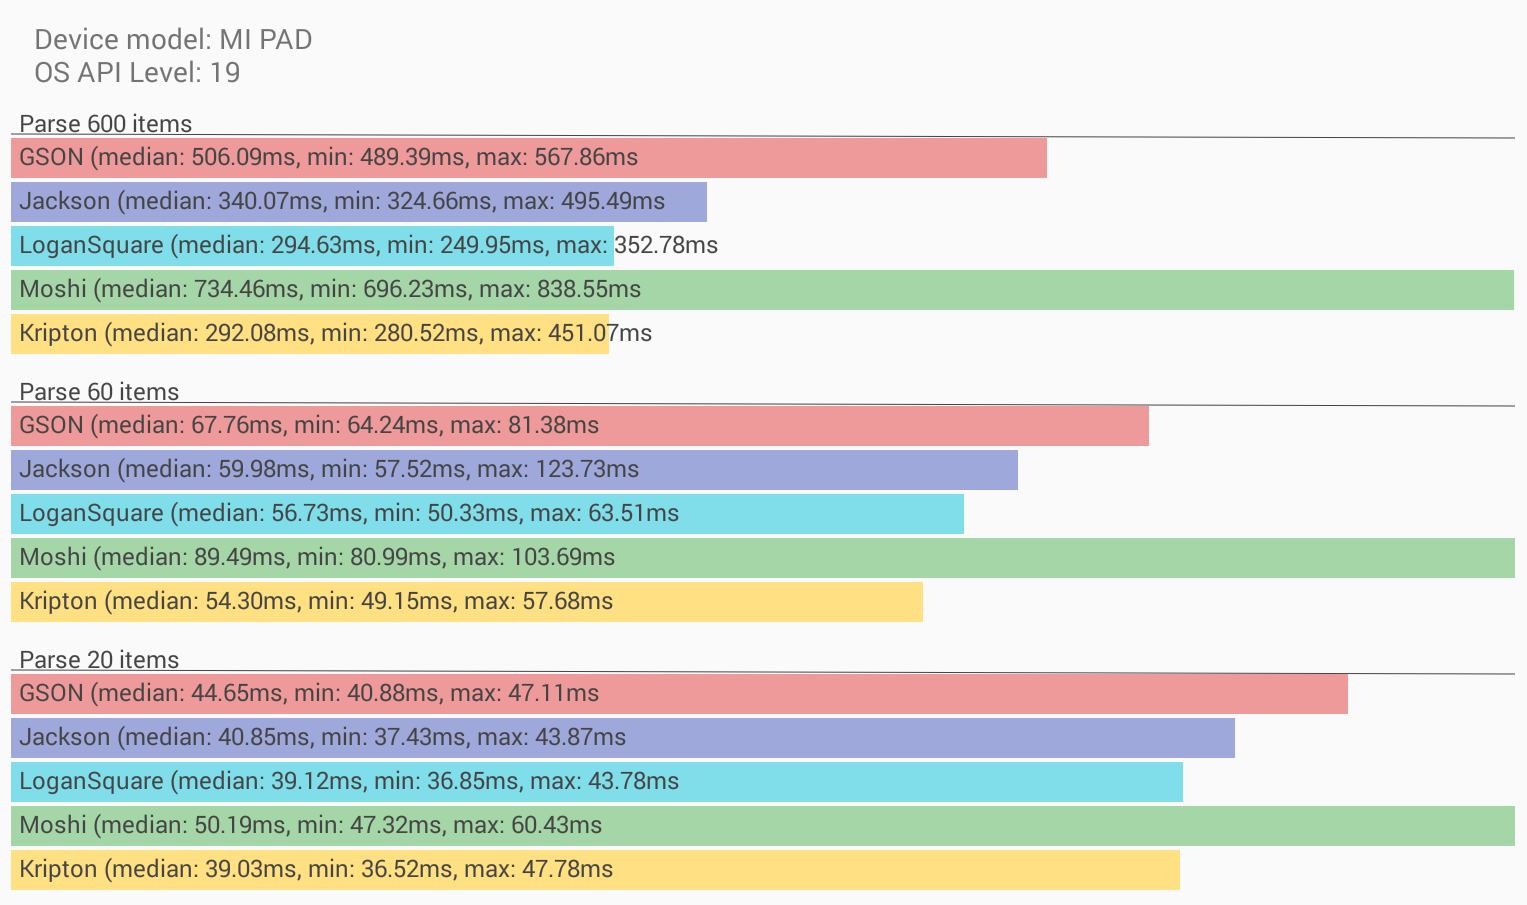 Device model: MI PAD
OS API Level: 19
Parse 600 items
GSON (median: 506.09ms, min: 489.39ms, max: 567.86ms
Jackson (median: 340.07ms, min: 324.66ms, max: 495.49ms
LoganSquare (median: 294.63ms, min: 249.95ms, max: 352.78ms
Moshi (median: 734.46ms, min: 696.23ms, max: 838.55ms
Kripton (median: 292.08ms, min: 280.52ms, max: 451.07ms
Parse 60 items
GSON (median: 67.76ms, min: 64.24ms, max: 81.38ms
Jackson (median: 59.98ms, min: 57.52ms, max: 123.73ms
LoganSquare (median: 56.73ms, min: 50.33ms, max: 63.51ms
Moshi (median: 89.49ms, min: 80.99ms, max: 103.69ms
Kripton (median: 54.30ms, min: 49.15ms, max: 57.68ms
Parse 20 items
GSON (median: 44.65ms, min: 40.88ms, max: 47.11ms
Jackson (median: 40.85ms, min: 37.43ms, max: 43.87ms
LoganSquare (median: 39.12ms, min: 36.85ms, max: 43.78ms
Moshi (median: 50.19ms, min: 47.32ms, max: 60.43ms
Kripton (median: 39.03ms, min: 36.52ms, max: 47.78ms